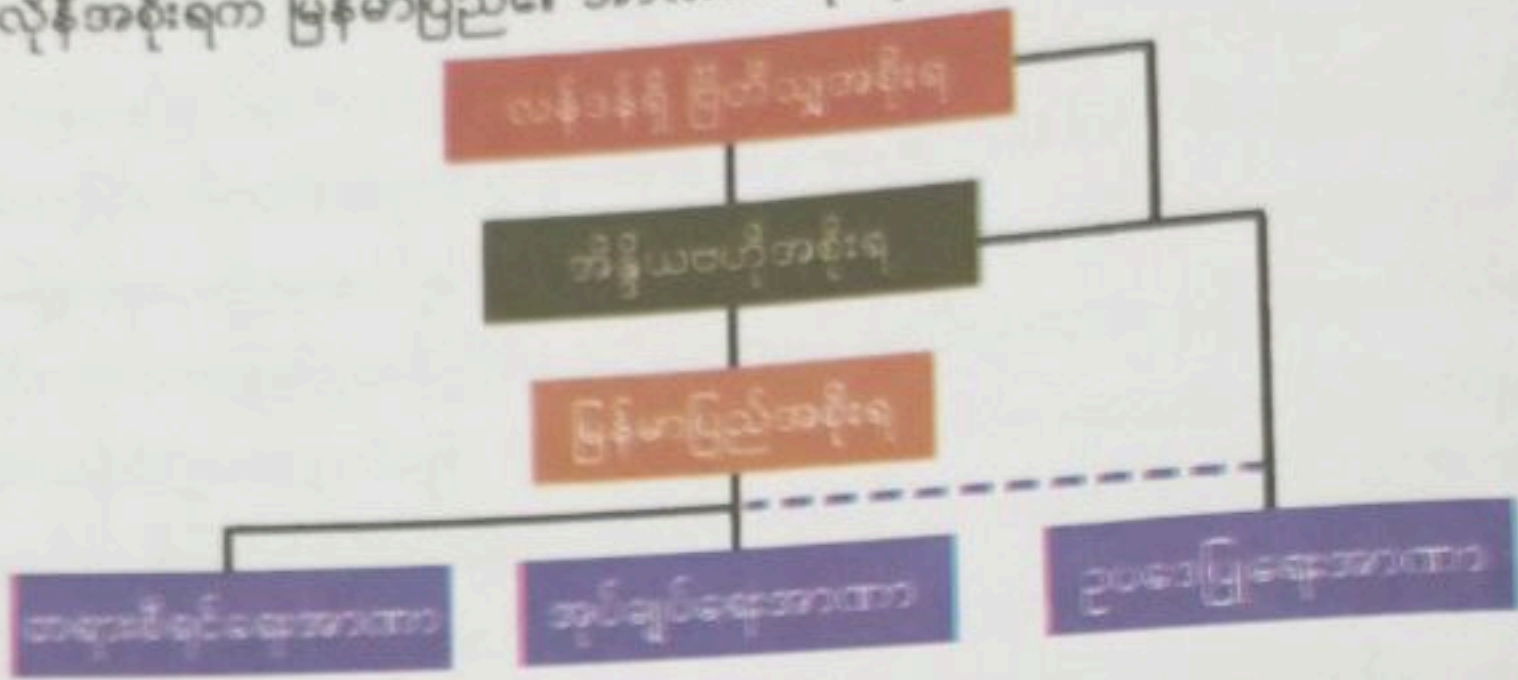 လုန်အစိုးရက မြန်မာပြည်၏
လန်ဒန်ရှိ ဗြိတိသျှအစိုးရ
အိန္ဒိယဗဟိုအစိုးရ
မြန်မာပြည်အစိုးရ
တရားစီရင်ရေးအာဏာ
အုပ်ချုပ်ရေးအာဏာ
ဥပဒေပြုရေးအာဏာ